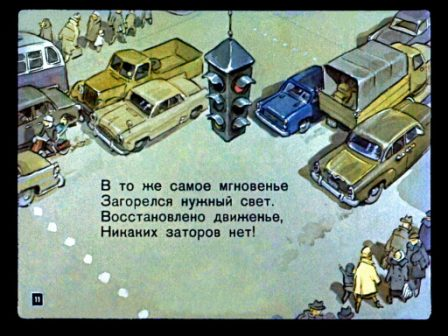 В то же самое мгновенье
Загорелся нужный свет.
Восстановлено движенье,
Никаких заторов нет!
11